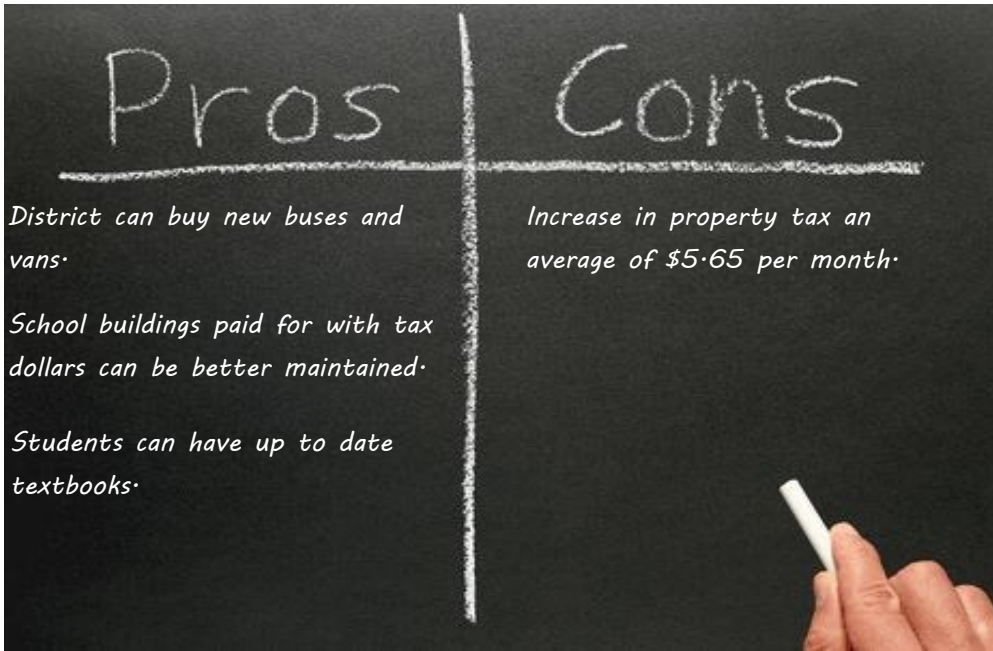 Pros
Cons
District can buy new buses and
vans.
School buildings paid for with tax
dollars can be better maintained.
Students can have up to date
textbooks.
Increase in property tax an
average of $5.65 per month.